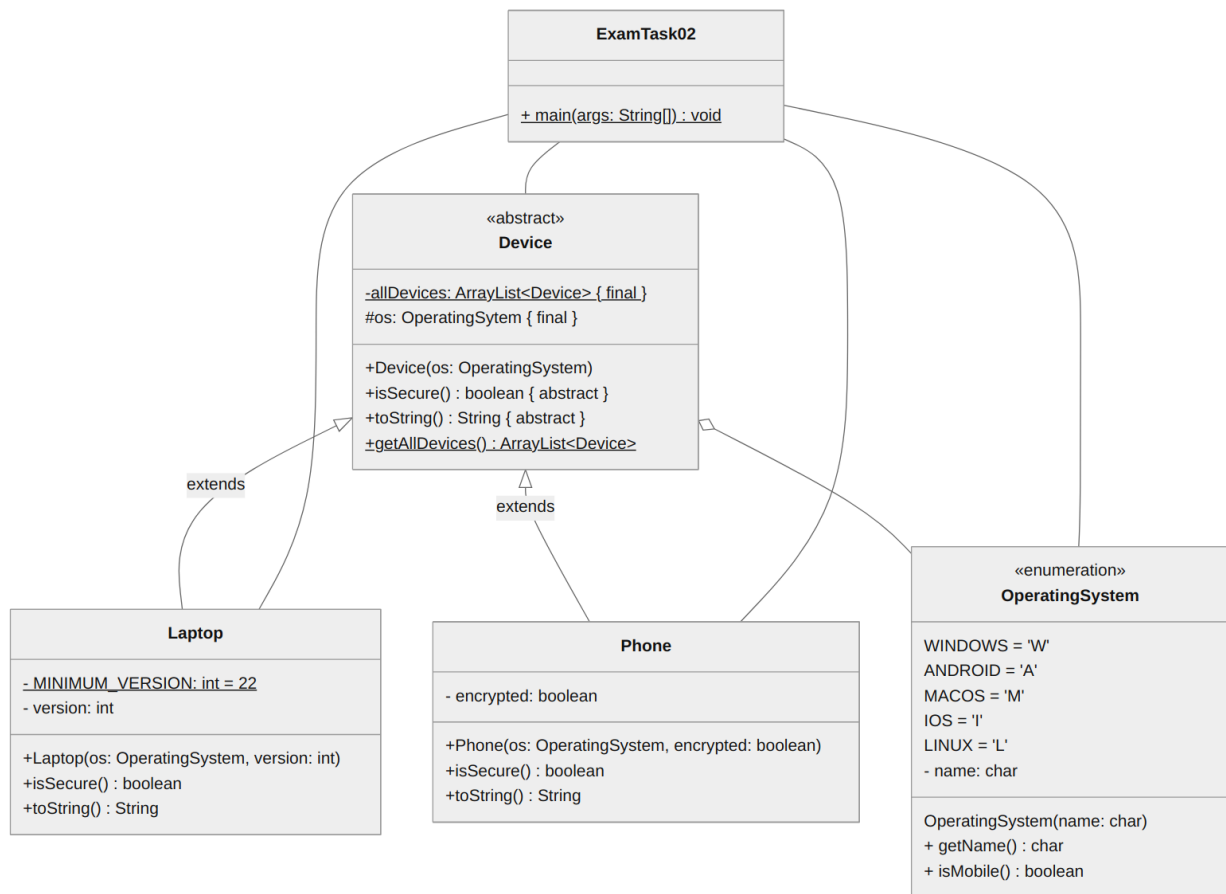 ExamTask02
+ main(args: String[]) : void
«abstract»
Device
-allDevices: ArrayList<Device> { final }
#os: OperatingSytem { final }
+Device(os: OperatingSystem)
+isSecure() : boolean { abstract }
+toString() : String { abstract }
+getAllDevices() : ArrayList<Device>
extends
extends
Laptop
- MINIMUM_VERSION: int = 22
- version: int
+Laptop(os: OperatingSystem, version: int)
+isSecure() : boolean
+toString() : String
Phone
- encrypted: boolean
+Phone(os: OperatingSystem, encrypted: boolean)
+isSecure() : boolean
+toString() : String
«enumeration»
OperatingSystem
WINDOWS = 'W'
ANDROID = 'A'
MACOS = 'M'
IOS = 'I'
LINUX = 'L'
- name: char
OperatingSystem(name: char)
+ getName() : char
+ isMobile() : boolean